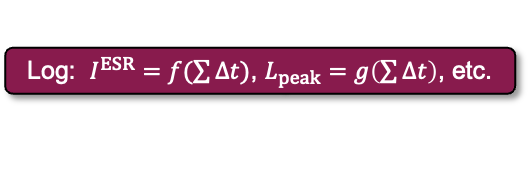 Log: I^ESR = f(∑ Δt), L_peak = g(∑ Δt), etc.